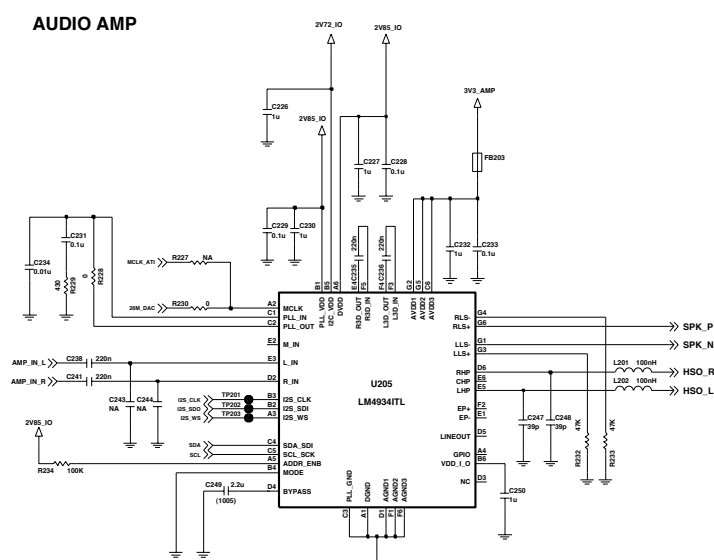 AUDIO AMP
2V72_IO
2V85_IO
C226
1u
2V85_IO
3V3_AMP
FB203
C227
1u
C228
0.1u
C229
0.1u
C230
1u
C232
1u
C233
0.1u
C231
0.1u
C234
0.01u
430
R229
0
R228
MCLK_ATI
R227
NA
26M_DAC
R230
0
220n
C235
220n
C236
B1
B5
A6
E4
F5
F4
F3
G2
G5
C6
PLL_VDD
I2C_VDD
DVDD
R3D_OUT
R3D_IN
L3D_OUT
L3D_IN
AVDD1
AVDD2
AVDD3
A2 MCLK
C1 PLL_IN
C2 PLL_OUT
E2 M_IN
E3 L_IN
D2 R_IN
B3 I2S_CLK
B2 I2S_SDI
A3 I2S_WS
C4 SDA_SDI
C5 SCL_SCK
A5 ADDR_ENB
B4 MODE
D4 BYPASS
AMP_IN_L
C238
220n
AMP_IN_R
C241
220n
C243
NA
C244
NA
I2S_CLK
TP201
I2S_SDO
TP202
I2S_WS
TP203
2V85_IO
SDA
SCL
R234
100K
C249
2.2u
(1005)
U205
LM4934ITL
RLS- G4
RLS+ G6
LLS- G1
LLS+ G3
RHP D6
CHP E6
LHP E5
EP+ F2
EP- E1
LINEOUT D5
GPIO A4
VDD_I_O B6
NC D3
SPK_P
SPK_N
L201
100nH
HSO_R
L202
100nH
HSO_L
C247
39p
C248
39p
47K
R232
47K
R233
C250
1u
PLL_GND
DGND
AGND1
AGND2
AGND3
C3
A1
D1
F1
F6